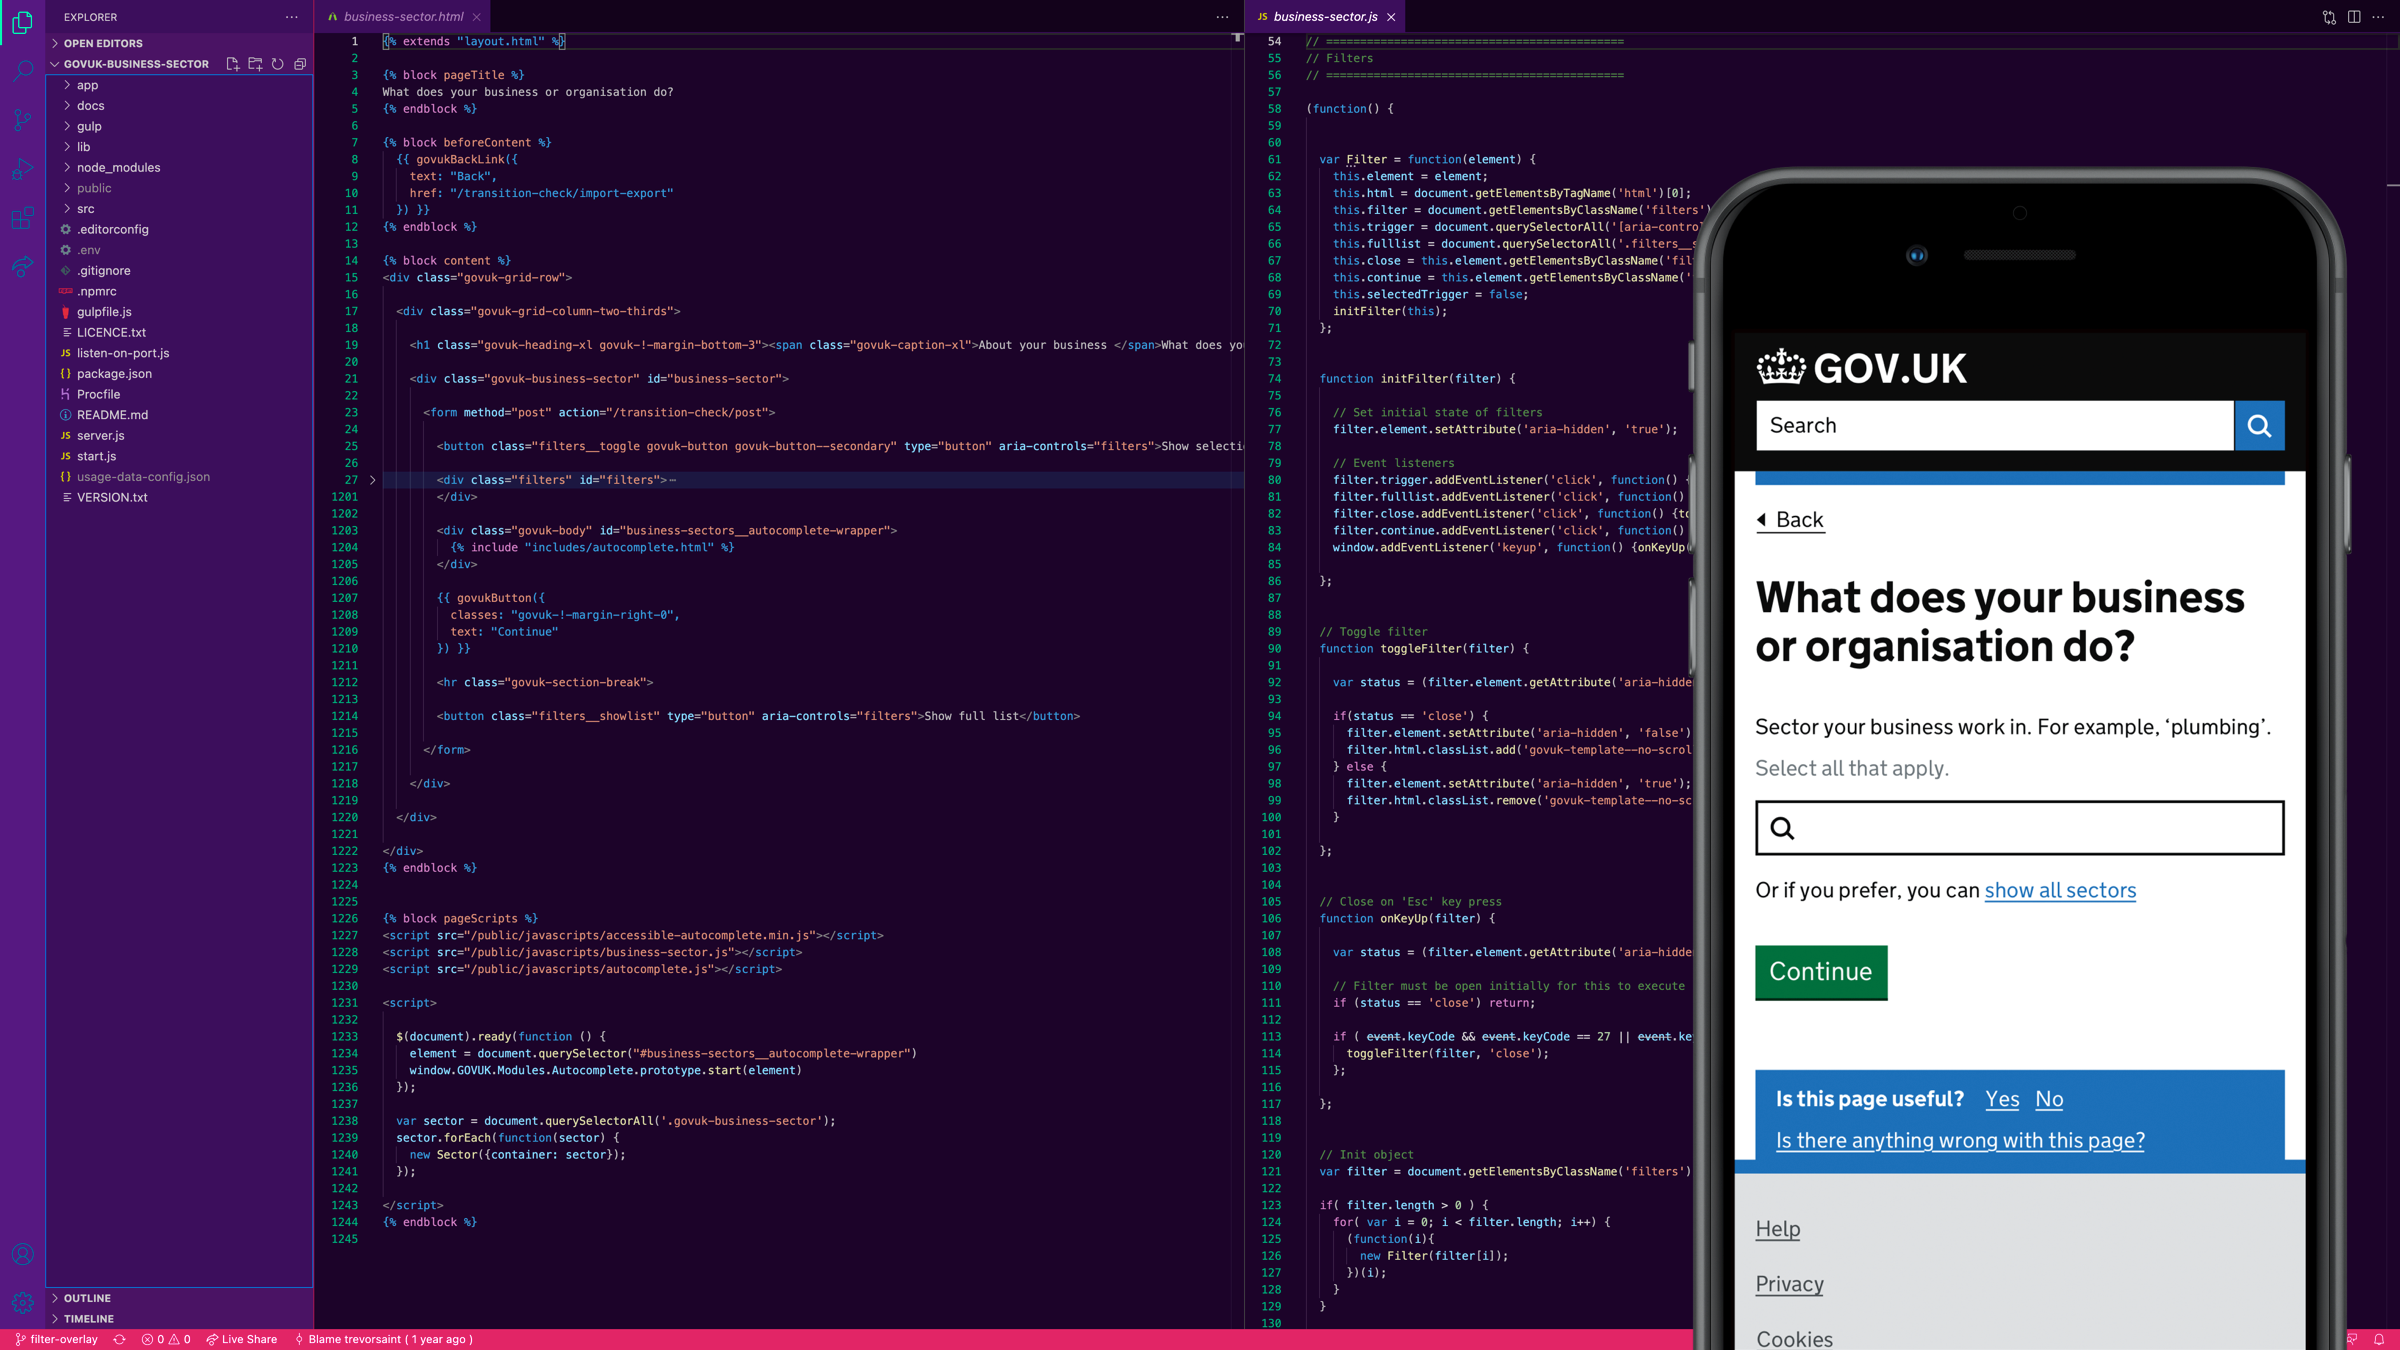 EXPLORER
OPEN EDITORS
GOVUK-BUSINESS-SECTOR
app
docs
gulp
lib
node_modules
public
src
.editorconfig
.env
.gitignore
.npmrc
gulpfile.js
LICENCE.txt
JS listen-on-port.js
{} package.json
Procfile
README.md
JS server.js
JS start.js
{} usage-data-config.json
VERSION.txt
OUTLINE
TIMELINE
business-sector.html
1 {% extends "layout.html" %}
2
3 {% block pageTitle %}
4 What does your business or organisation do?
5 {% endblock %}
6
7 {% block beforeContent %}
8 {{ govukBackLink({
9 text: "Back",
10 href: "/transition-check/import-export"
11 }) }}
12 {% endblock %}
13
14 {% block content %}
15 <div class="govuk-grid-row">
16
17 <div class="govuk-grid-column-two-thirds">
18
19 <h1 class="govuk-heading-xl govuk-!-margin-bottom-3"><span class="govuk-caption-xl">About your business </span>What does yo
20
21 <div class="govuk-business-sector" id="business-sector">
22
23 <form method="post" action="/transition-check/post">
24
25 <button class="filters__toggle govuk-button govuk-button--secondary" type="button" aria-controls="filters">Show selecti
26
27 <div class="filters" id="filters">⋯
1201 </div>
1202
1203 <div class="govuk-body" id="business-sectors__autocomplete-wrapper">
1204 {% include "includes/autocomplete.html" %}
1205 </div>
1206
1207 {{ govukButton({
1208 classes: "govuk-!-margin-right-0",
1209 text: "Continue"
1210 }) }}
1211
1212 <hr class="govuk-section-break">
1213
1214 <button class="filters__showlist" type="button" aria-controls="filters">Show full list</button>
1215
1216 </form>
1217
1218 </div>
1219
1220 </div>
1221
1222 </div>
1223 {% endblock %}
1224
1225
1226 {% block pageScripts %}
1227 <script src="/public/javascripts/accessible-autocomplete.min.js"></script>
1228 <script src="/public/javascripts/business-sector.js"></script>
1229 <script src="/public/javascripts/autocomplete.js"></script>
1230
1231 <script>
1232
1233 $(document).ready(function () {
1234 element = document.querySelector("#business-sectors__autocomplete-wrapper")
1235 window.GOVUK.Modules.Autocomplete.prototype.start(element)
1236 });
1237
1238 var sector = document.querySelectorAll('.govuk-business-sector');
1239 sector.forEach(function(sector) {
1240 new Sector({container: sector});
1241 });
1242
1243 </script>
1244 {% endblock %}
1245
JS business-sector.js
54 // ============================================
55 // Filters
56 // ============================================
57
58 (function() {
59
60
61 var Filter = function(element) {
62 this.element = element;
63 this.html = document.getElementsByTagName('html')[0];
64 this.filter = document.getElementsByClassName('filters')
65 this.trigger = document.querySelectorAll('[aria-control
66 this.fulllist = document.querySelectorAll('.filters__s
67 this.close = this.element.getElementsByClassName('fil
68 this.continue = this.element.getElementsByClassName('
69 this.selectedTrigger = false;
70 initFilter(this);
71 };
72
73
74 function initFilter(filter) {
75
76 // Set initial state of filters
77 filter.element.setAttribute('aria-hidden', 'true');
78
79 // Event listeners
80 filter.trigger.addEventListener('click', function() {
81 filter.fulllist.addEventListener('click', function()
82 filter.close.addEventListener('click', function() {to
83 filter.continue.addEventListener('click', function()
84 window.addEventListener('keyup', function() {onKeyUp(
85
86 };
87
88
89 // Toggle filter
90 function toggleFilter(filter) {
91
92 var status = (filter.element.getAttribute('aria-hidde
93
94 if(status == 'close') {
95 filter.element.setAttribute('aria-hidden', 'false')
96 filter.html.classList.add('govuk-template--no-scrol
97 } else {
98 filter.element.setAttribute('aria-hidden', 'true');
99 filter.html.classList.remove('govuk-template--no-sc
100 }
101
102 };
103
104
105 // Close on 'Esc' key press
106 function onKeyUp(filter) {
107
108 var status = (filter.element.getAttribute('aria-hidde
109
110 // Filter must be open initially for this to execute
111 if (status == 'close') return;
112
113 if ( event.keyCode && event.keyCode == 27 || event.ke
114 toggleFilter(filter, 'close');
115 };
116
117 };
118
119
120 // Init object
121 var filter = document.getElementsByClassName('filters')
122
123 if( filter.length > 0 ) {
124 for( var i = 0; i < filter.length; i++) {
125 (function(i){
126 new Filter(filter[i]);
127 })(i);
128 }
129 }
130
GOV.UK
Search
Back
What does your business
or organisation do?
Sector your business work in. For example, ‘plumbing’.
Select all that apply.
Or if you prefer, you can show all sectors
Continue
Is this page useful? Yes No
Is there anything wrong with this page?
Help
Privacy
Cookies
filter-overlay 0 0 Live Share Blame trevorsaint ( 1 year ago )